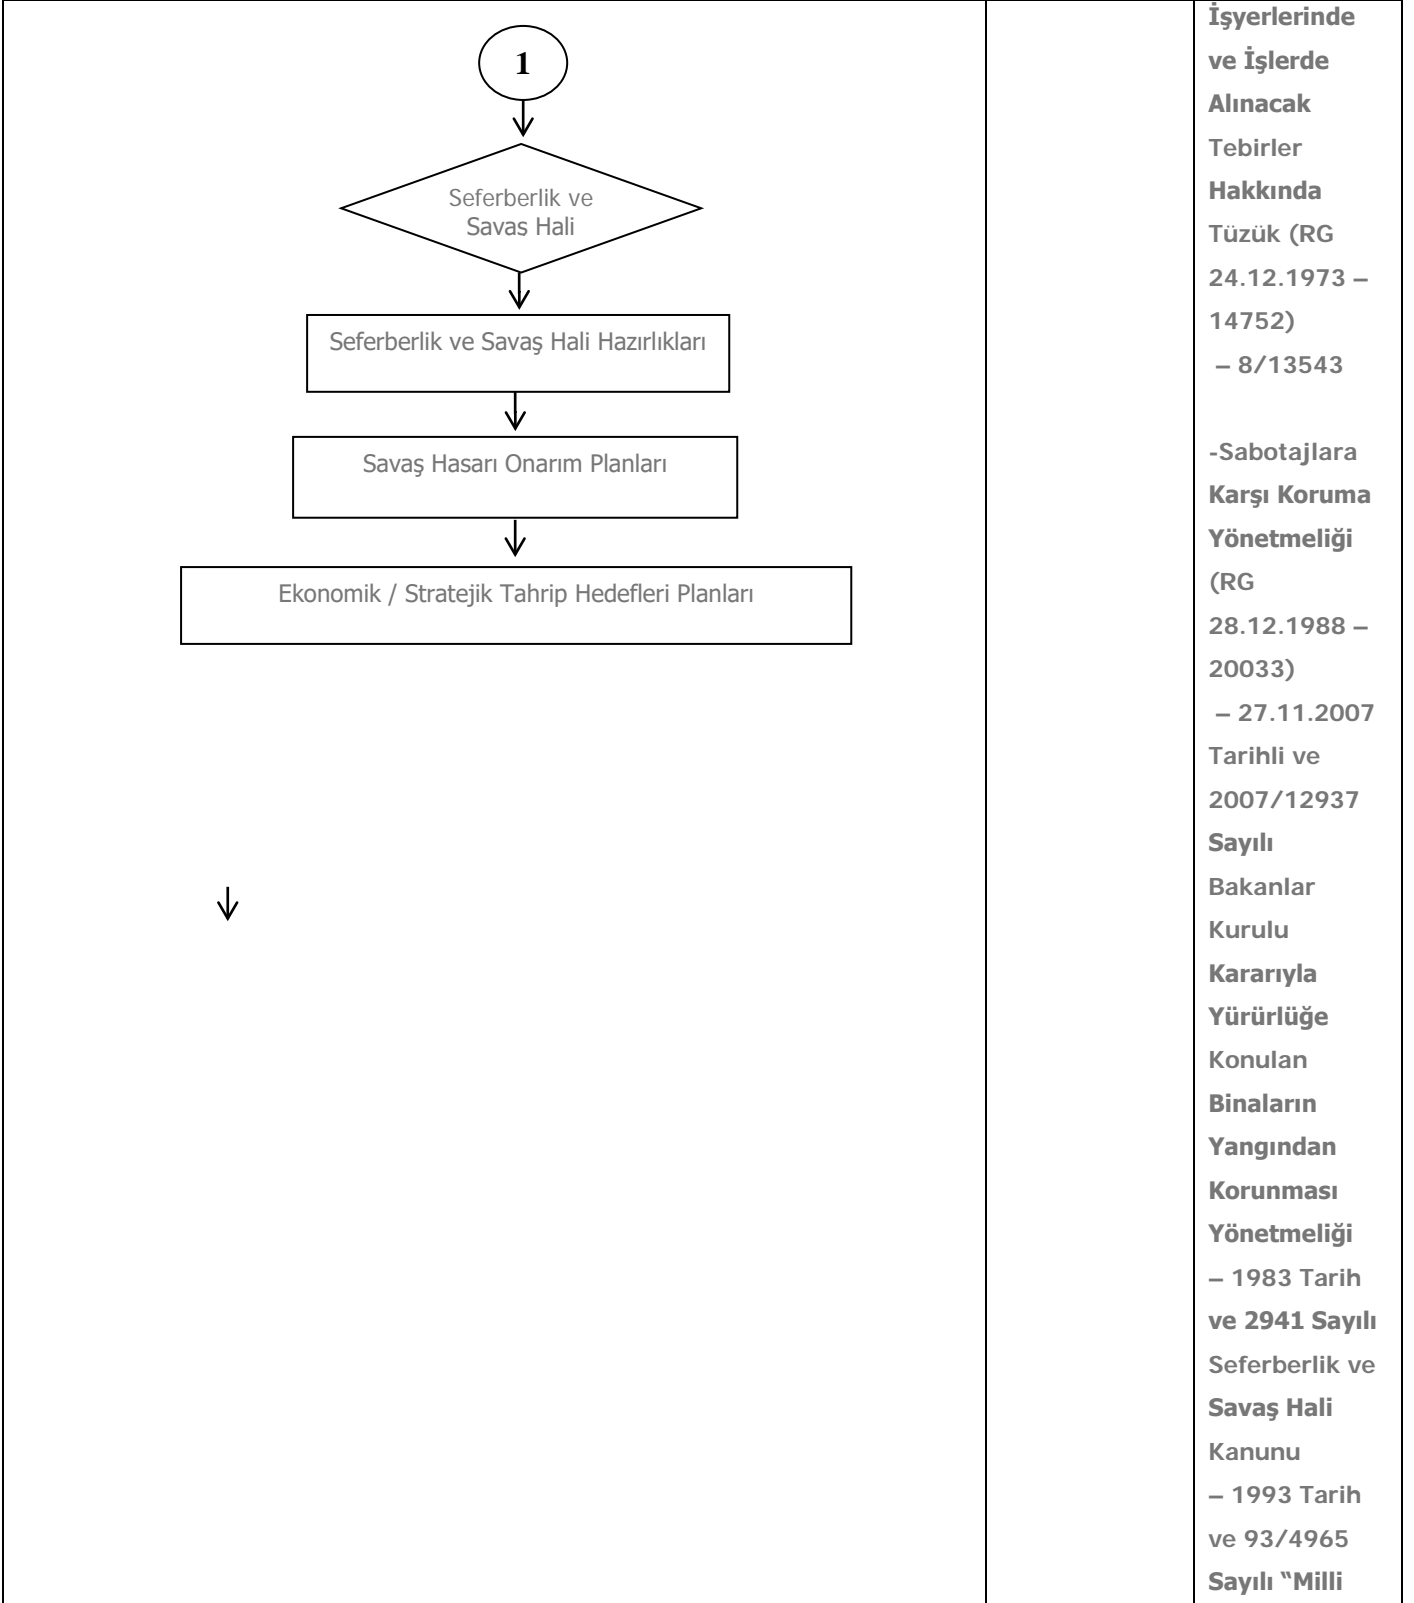 1
Seferberlik ve
Savaş Hali
Seferberlik ve Savaş Hali Hazırlıkları
Savaş Hasarı Onarım Planları
Ekonomik / Stratejik Tahrip Hedefleri Planları
İşyerlerinde
ve İşlerde
Alınacak
Tebirler
Hakkında
Tüzük (RG
24.12.1973 –
14752)
– 8/13543
-Sabotajlara
Karşı Koruma
Yönetmeliği
(RG
28.12.1988 –
20033)
– 27.11.2007
Tarihli ve
2007/12937
Sayılı
Bakanlar
Kurulu
Kararıyla
Yürürlüğe
Konulan
Binaların
Yangından
Korunması
Yönetmeliği
– 1983 Tarih
ve 2941 Sayılı
Seferberlik ve
Savaş Hali
Kanunu
– 1993 Tarih
ve 93/4965
Sayılı “Milli